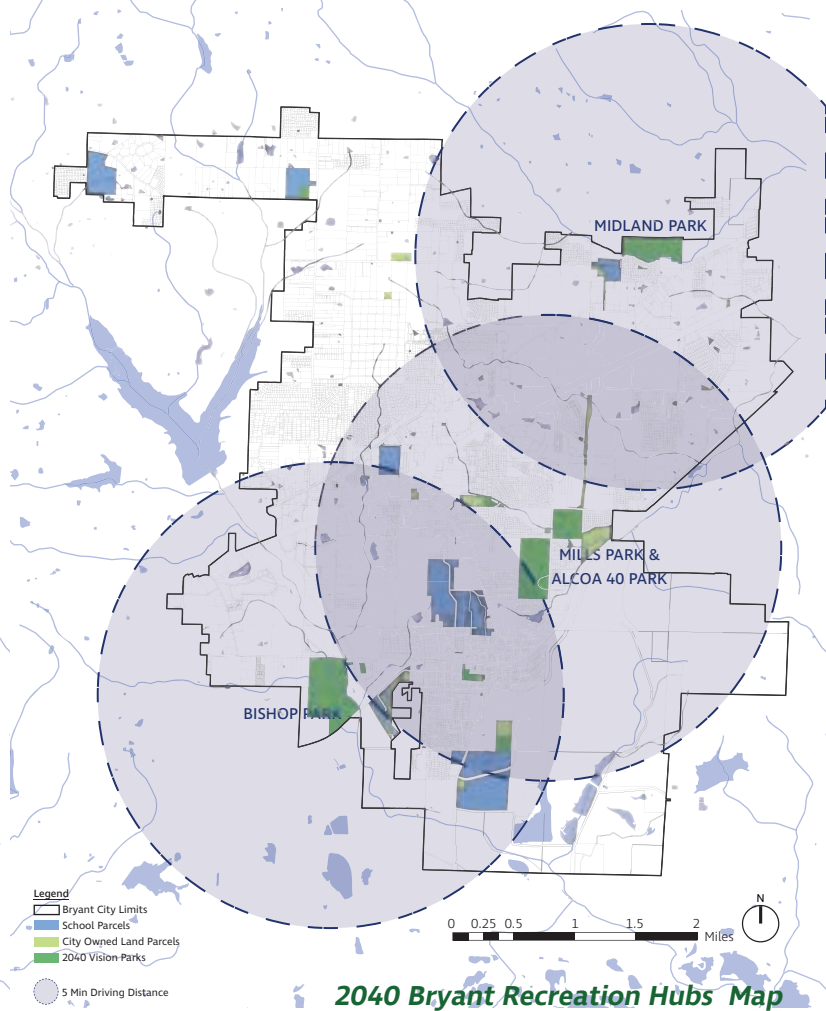 MIDLAND PARK
MILLS PARK &
ALCOA 40 PARK
BISHOP PARK
Legend
Bryant City Limits
School Parcels
City Owned Land Parcels
2040 Vision Parks
5 Min Driving Distance
0 0.25 0.5 1 1.5 2
Miles
N
2040 Bryant Recreation Hubs Map